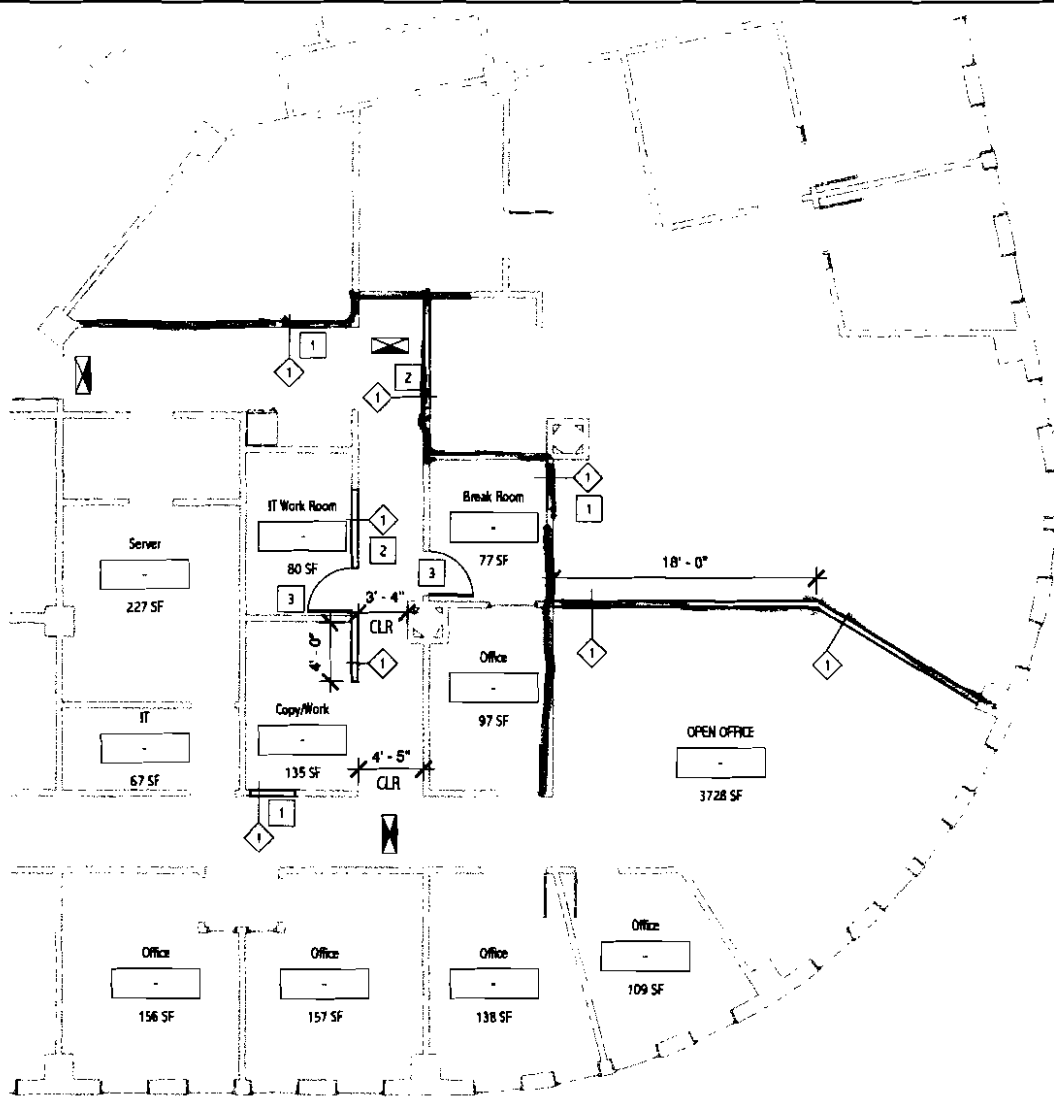 1
1
2
1
IT Work Room
-
80 SF
1
2
3
Break Room
-
77 SF
3
1
1
Server
-
227 SF
18' - 0"
3' - 4"
CLR
4' - 0"
1
1
1
Office
-
97 SF
IT
-
67 SF
Copy/Work
-
135 SF
4' - 5"
CLR
OPEN OFFICE
-
3728 SF
1
1
Office
-
156 SF
Office
-
157 SF
Office
-
138 SF
Office
-
109 SF